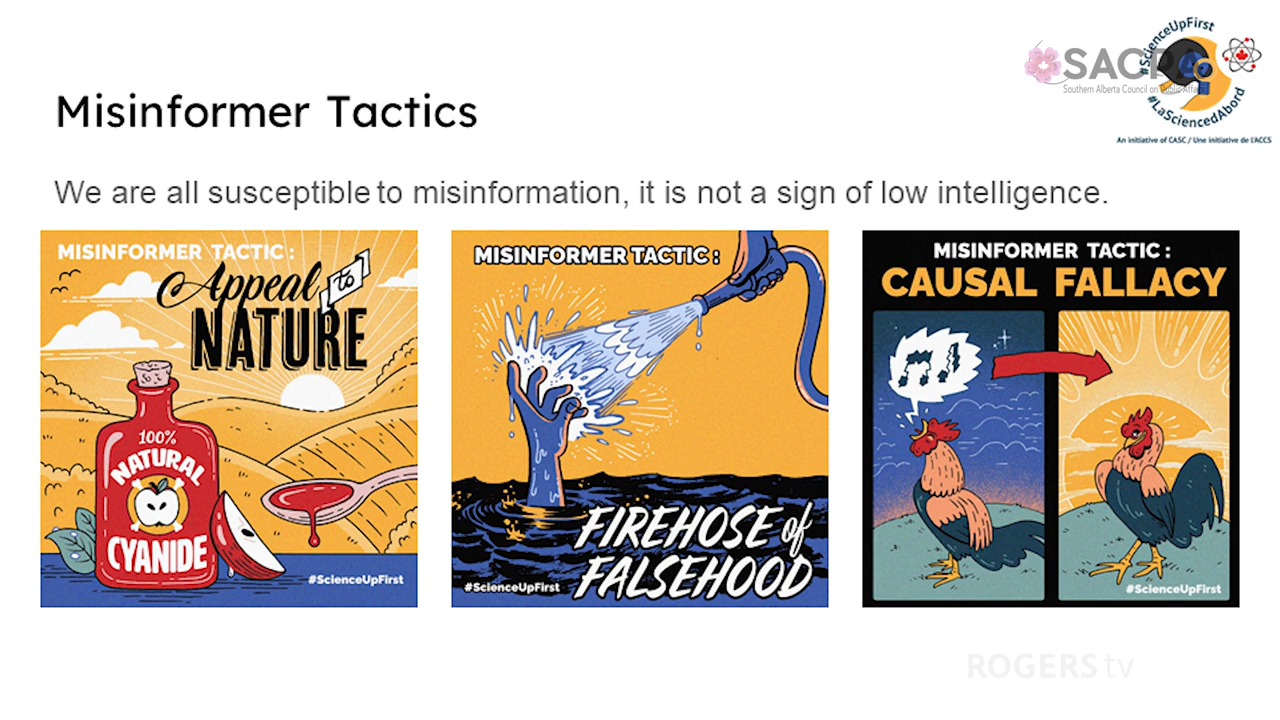 #ScienceUpFirst
SACPA
Southern Alberta Council on Public Affairs
#LaSciencedAbord
An initiative of CASC / Une initiative de l'ACCS
Misinformer Tactics
We are all susceptible to misinformation, it is not a sign of low intelligence.
MISINFORMER TACTIC :
Appeal to
NATURE
100%
NATURAL
CYANIDE
#ScienceUpFirst
MISINFORMER TACTIC :
FIREHOSE of
FALSEHOOD
#ScienceUpFirst
MISINFORMER TACTIC :
CAUSAL FALLACY
#ScienceUpFirst
ROGERS tv